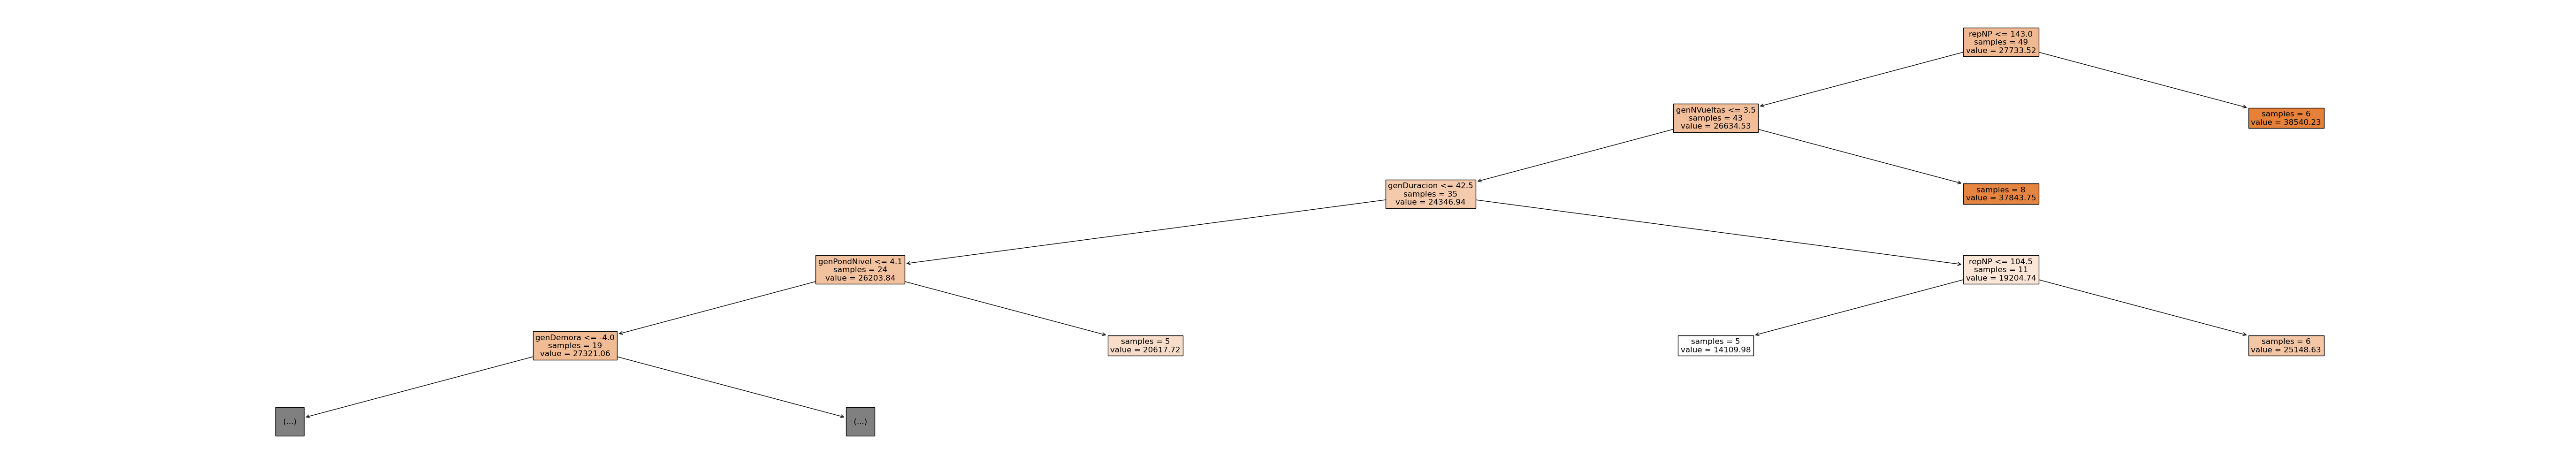 repNP <= 143.0
samples = 49
value = 27733.52
genNVueltas <= 3.5
samples = 43
value = 26634.53
samples = 6
value = 38540.23
genDuracion <= 42.5
samples = 35
value = 24346.94
samples = 8
value = 37843.75
genPondNivel <= 4.1
samples = 24
value = 26203.84
repNP <= 104.5
samples = 11
value = 19204.74
genDemora <= -4.0
samples = 19
value = 27321.06
samples = 5
value = 20617.72
samples = 5
value = 14109.98
samples = 6
value = 25148.63
(...)
(...)